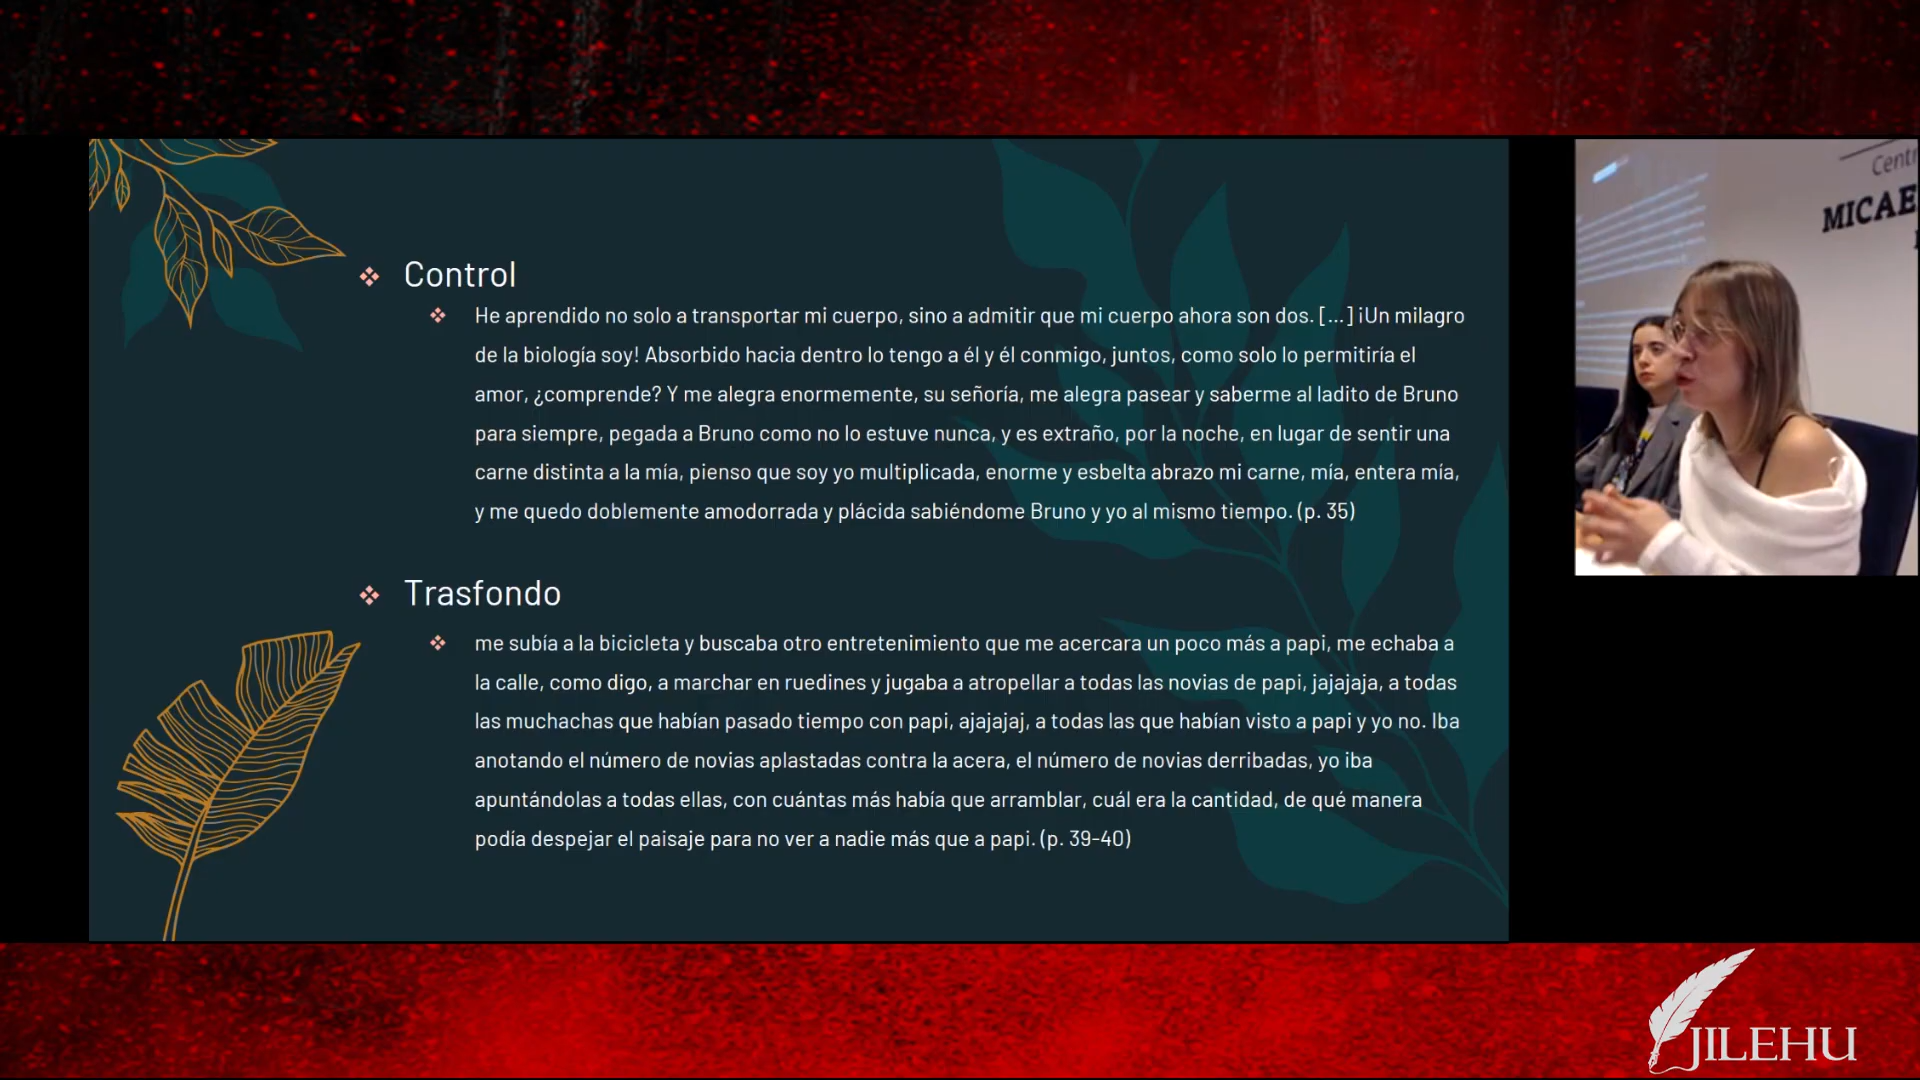 Control
He aprendido no solo a transportar mi cuerpo, sino a admitir que mi cuerpo ahora son dos. [...] ¡Un milagro
de la biología soy! Absorbido hacia dentro lo tengo a él y él conmigo, juntos, como solo lo permitiría el
amor, ¿comprende? Y me alegra enormemente, su señoría, me alegra pasear y saberme al ladito de Bruno
para siempre, pegada a Bruno como no lo estuve nunca, y es extraño, por la noche, en lugar de sentir una
carne distinta a la mía, pienso que soy yo multiplicada, enorme y esbelta abrazo mi carne, mía, entera mía,
y me quedo doblemente amodorrada y plácida sabiéndome Bruno y yo al mismo tiempo. (p. 35)
Trasfondo
me subía a la bicicleta y buscaba otro entretenimiento que me acercara un poco más a papi, me echaba a
la calle, como digo, a marchar en ruedines y jugaba a atropellar a todas las novias de papi, jajajaja, a todas
las muchachas que habían pasado tiempo con papi, ajajajaj, a todas las que habían visto a papi y yo no. Iba
anotando el número de novias aplastadas contra la acera, el número de novias derribadas, yo iba
apuntándolas a todas ellas, con cuántas más había que arramblar, cuál era la cantidad, de qué manera
podía despejar el paisaje para no ver a nadie más que a papi. (p. 39-40)
Centr
MICAE
JILEHU